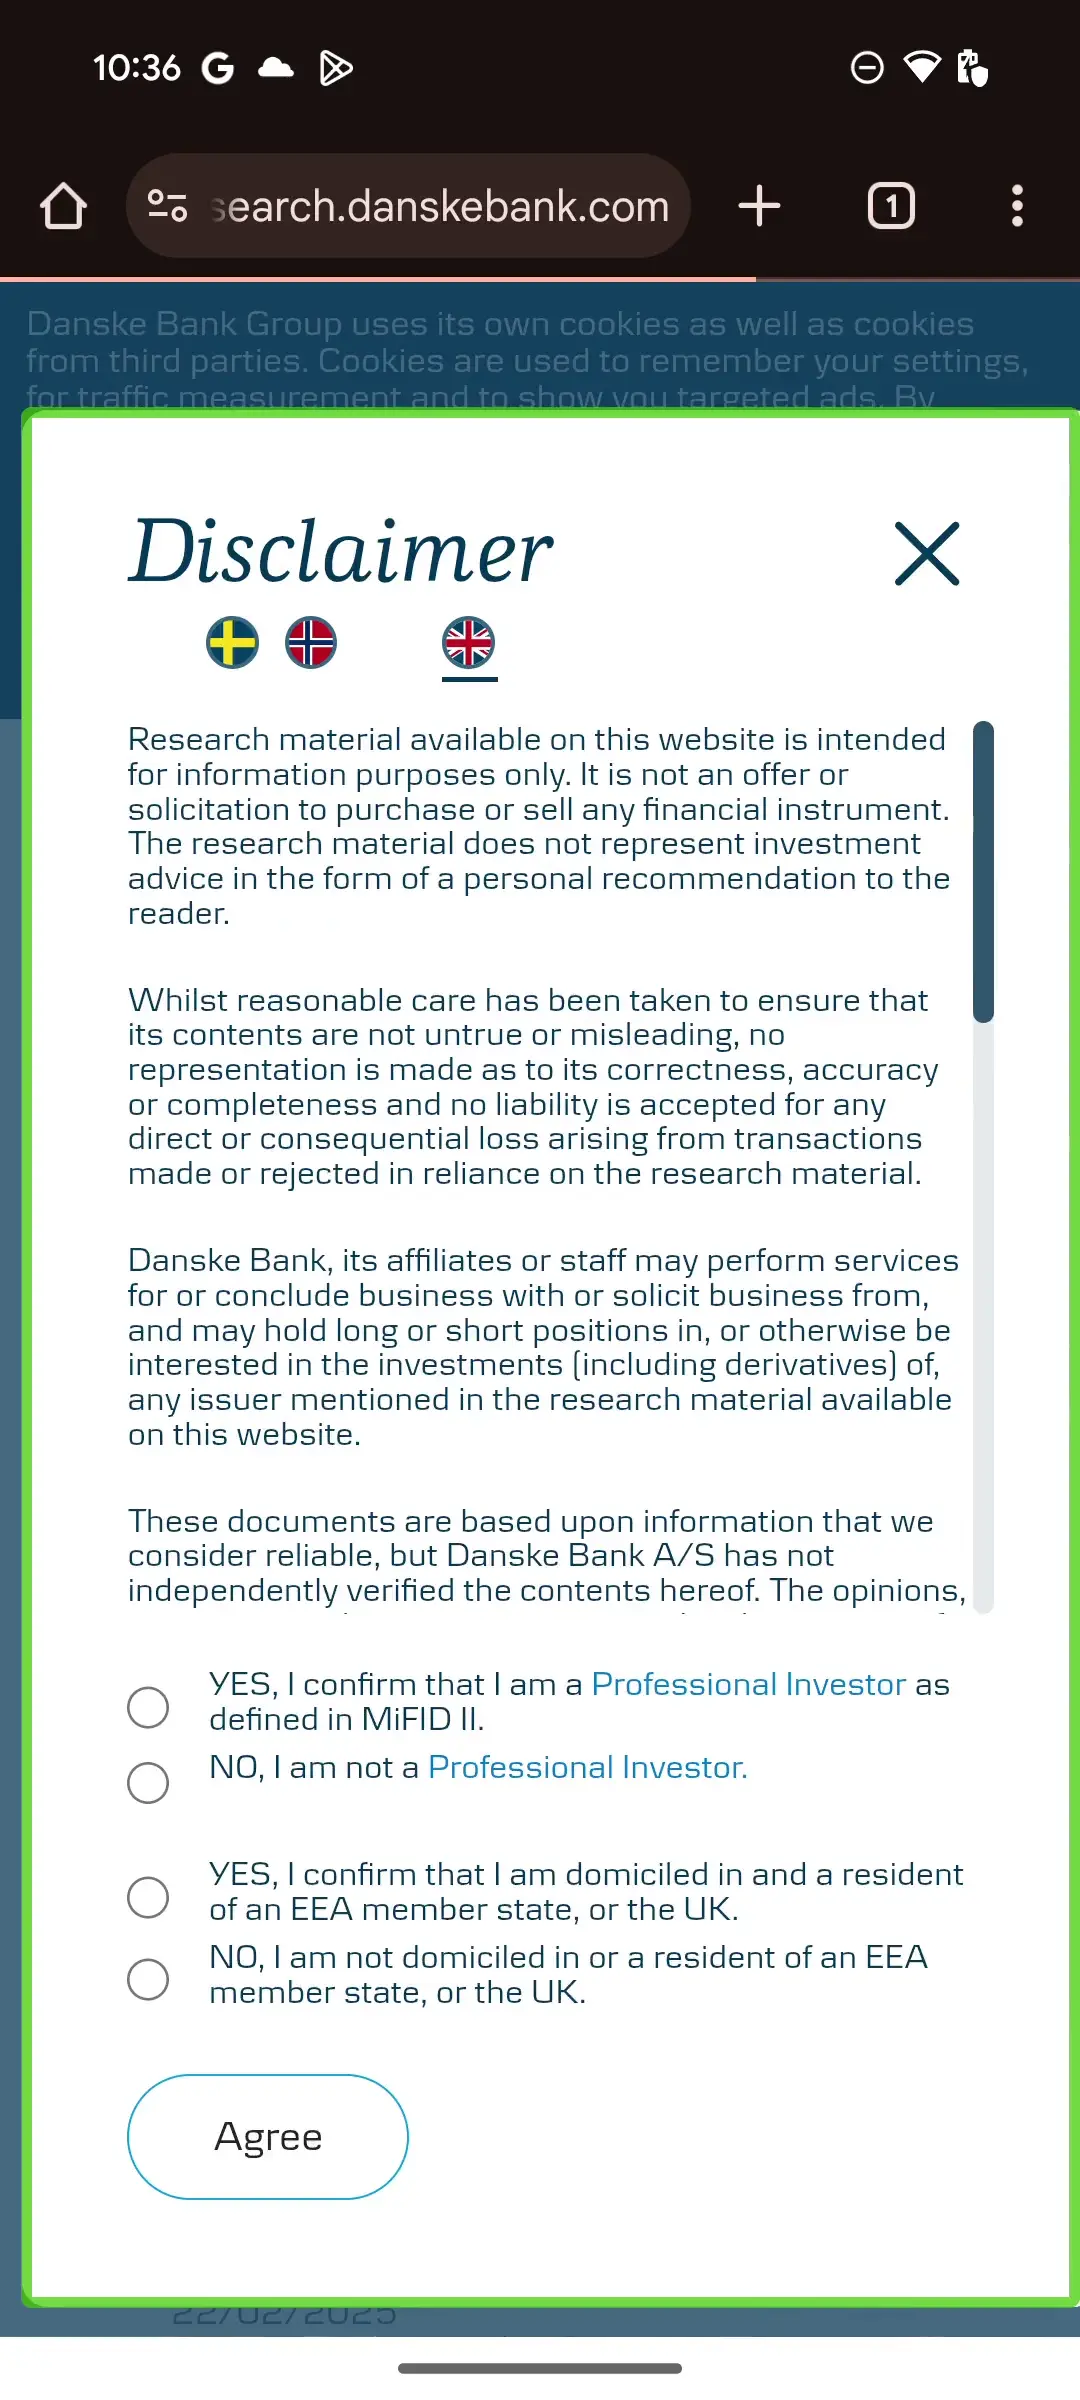 10:36
search.danskebank.com
1
Danske Bank Group uses its own cookies as well as cookies
from third parties. Cookies are used to remember your settings,
for traffic measurement and to show you targeted ads. By
Disclaimer
Research material available on this website is intended
for information purposes only. It is not an offer or
solicitation to purchase or sell any financial instrument.
The research material does not represent investment
advice in the form of a personal recommendation to the
reader.
Whilst reasonable care has been taken to ensure that
its contents are not untrue or misleading, no
representation is made as to its correctness, accuracy
or completeness and no liability is accepted for any
direct or consequential loss arising from transactions
made or rejected in reliance on the research material.
Danske Bank, its affiliates or staff may perform services
for or conclude business with or solicit business from,
and may hold long or short positions in, or otherwise be
interested in the investments (including derivatives) of,
any issuer mentioned in the research material available
on this website.
These documents are based upon information that we
consider reliable, but Danske Bank A/S has not
independently verified the contents hereof. The opinions,
YES, I confirm that I am a Professional Investor as
defined in MiFID II.
NO, I am not a Professional Investor.
YES, I confirm that I am domiciled in and a resident
of an EEA member state, or the UK.
NO, I am not domiciled in or a resident of an EEA
member state, or the UK.
Agree
22/02/2025